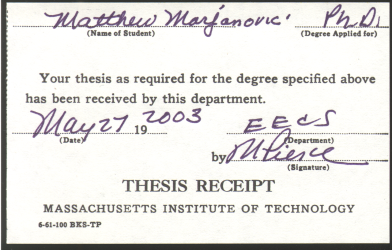 Matthew Marjanovic' Ph.D.
(Name of Student) (Degree Applied for)
Your thesis as required for the degree specified above
has been received by this department.
May 27 19 2003 EECS
(Date) (Department)
by MPierce
(Signature)
THESIS RECEIPT
MASSACHUSETTS INSTITUTE OF TECHNOLOGY
6-61-100 BKS-TP